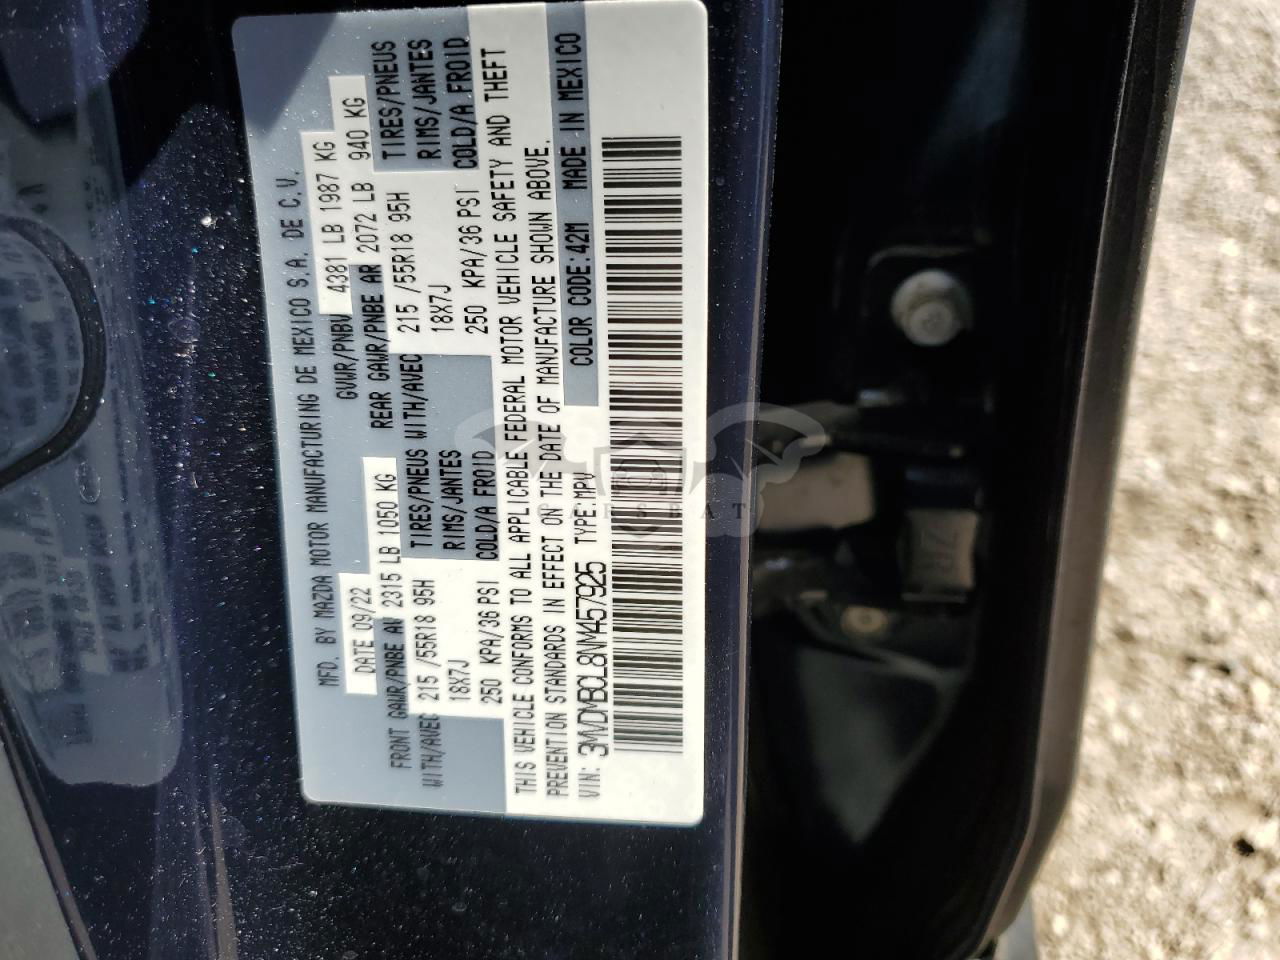 MFD. BY MAZDA MOTOR MANUFACTURING DE MEXICO S.A. DE C.V.
DATE 09/22 GVWR/PNBV 4381 LB 1987 KG
FRONT GAWR/PNBE AV 2315 LB 1050 KG REAR GAWR/PNBE AR 2072 LB 940 KG
WITH/AVEC 215 /55R18 95H TIRES/PNEUS WITH/AVEC 215 /55R18 95H TIRES/PNEUS
18X7J RIMS/JANTES 18X7J RIMS/JANTES
250 KPA/36 PSI COLD/A FROID 250 KPA/36 PSI COLD/A FROID
THIS VEHICLE CONFORMS TO ALL APPLICABLE FEDERAL MOTOR VEHICLE SAFETY AND THEFT
PREVENTION STANDARDS IN EFFECT ON THE DATE OF MANUFACTURE SHOWN ABOVE.
VIN: 3MVDMBCL8NM457925 TYPE:MPV COLOR CODE:42M MADE IN MEXICO
CARSBAT